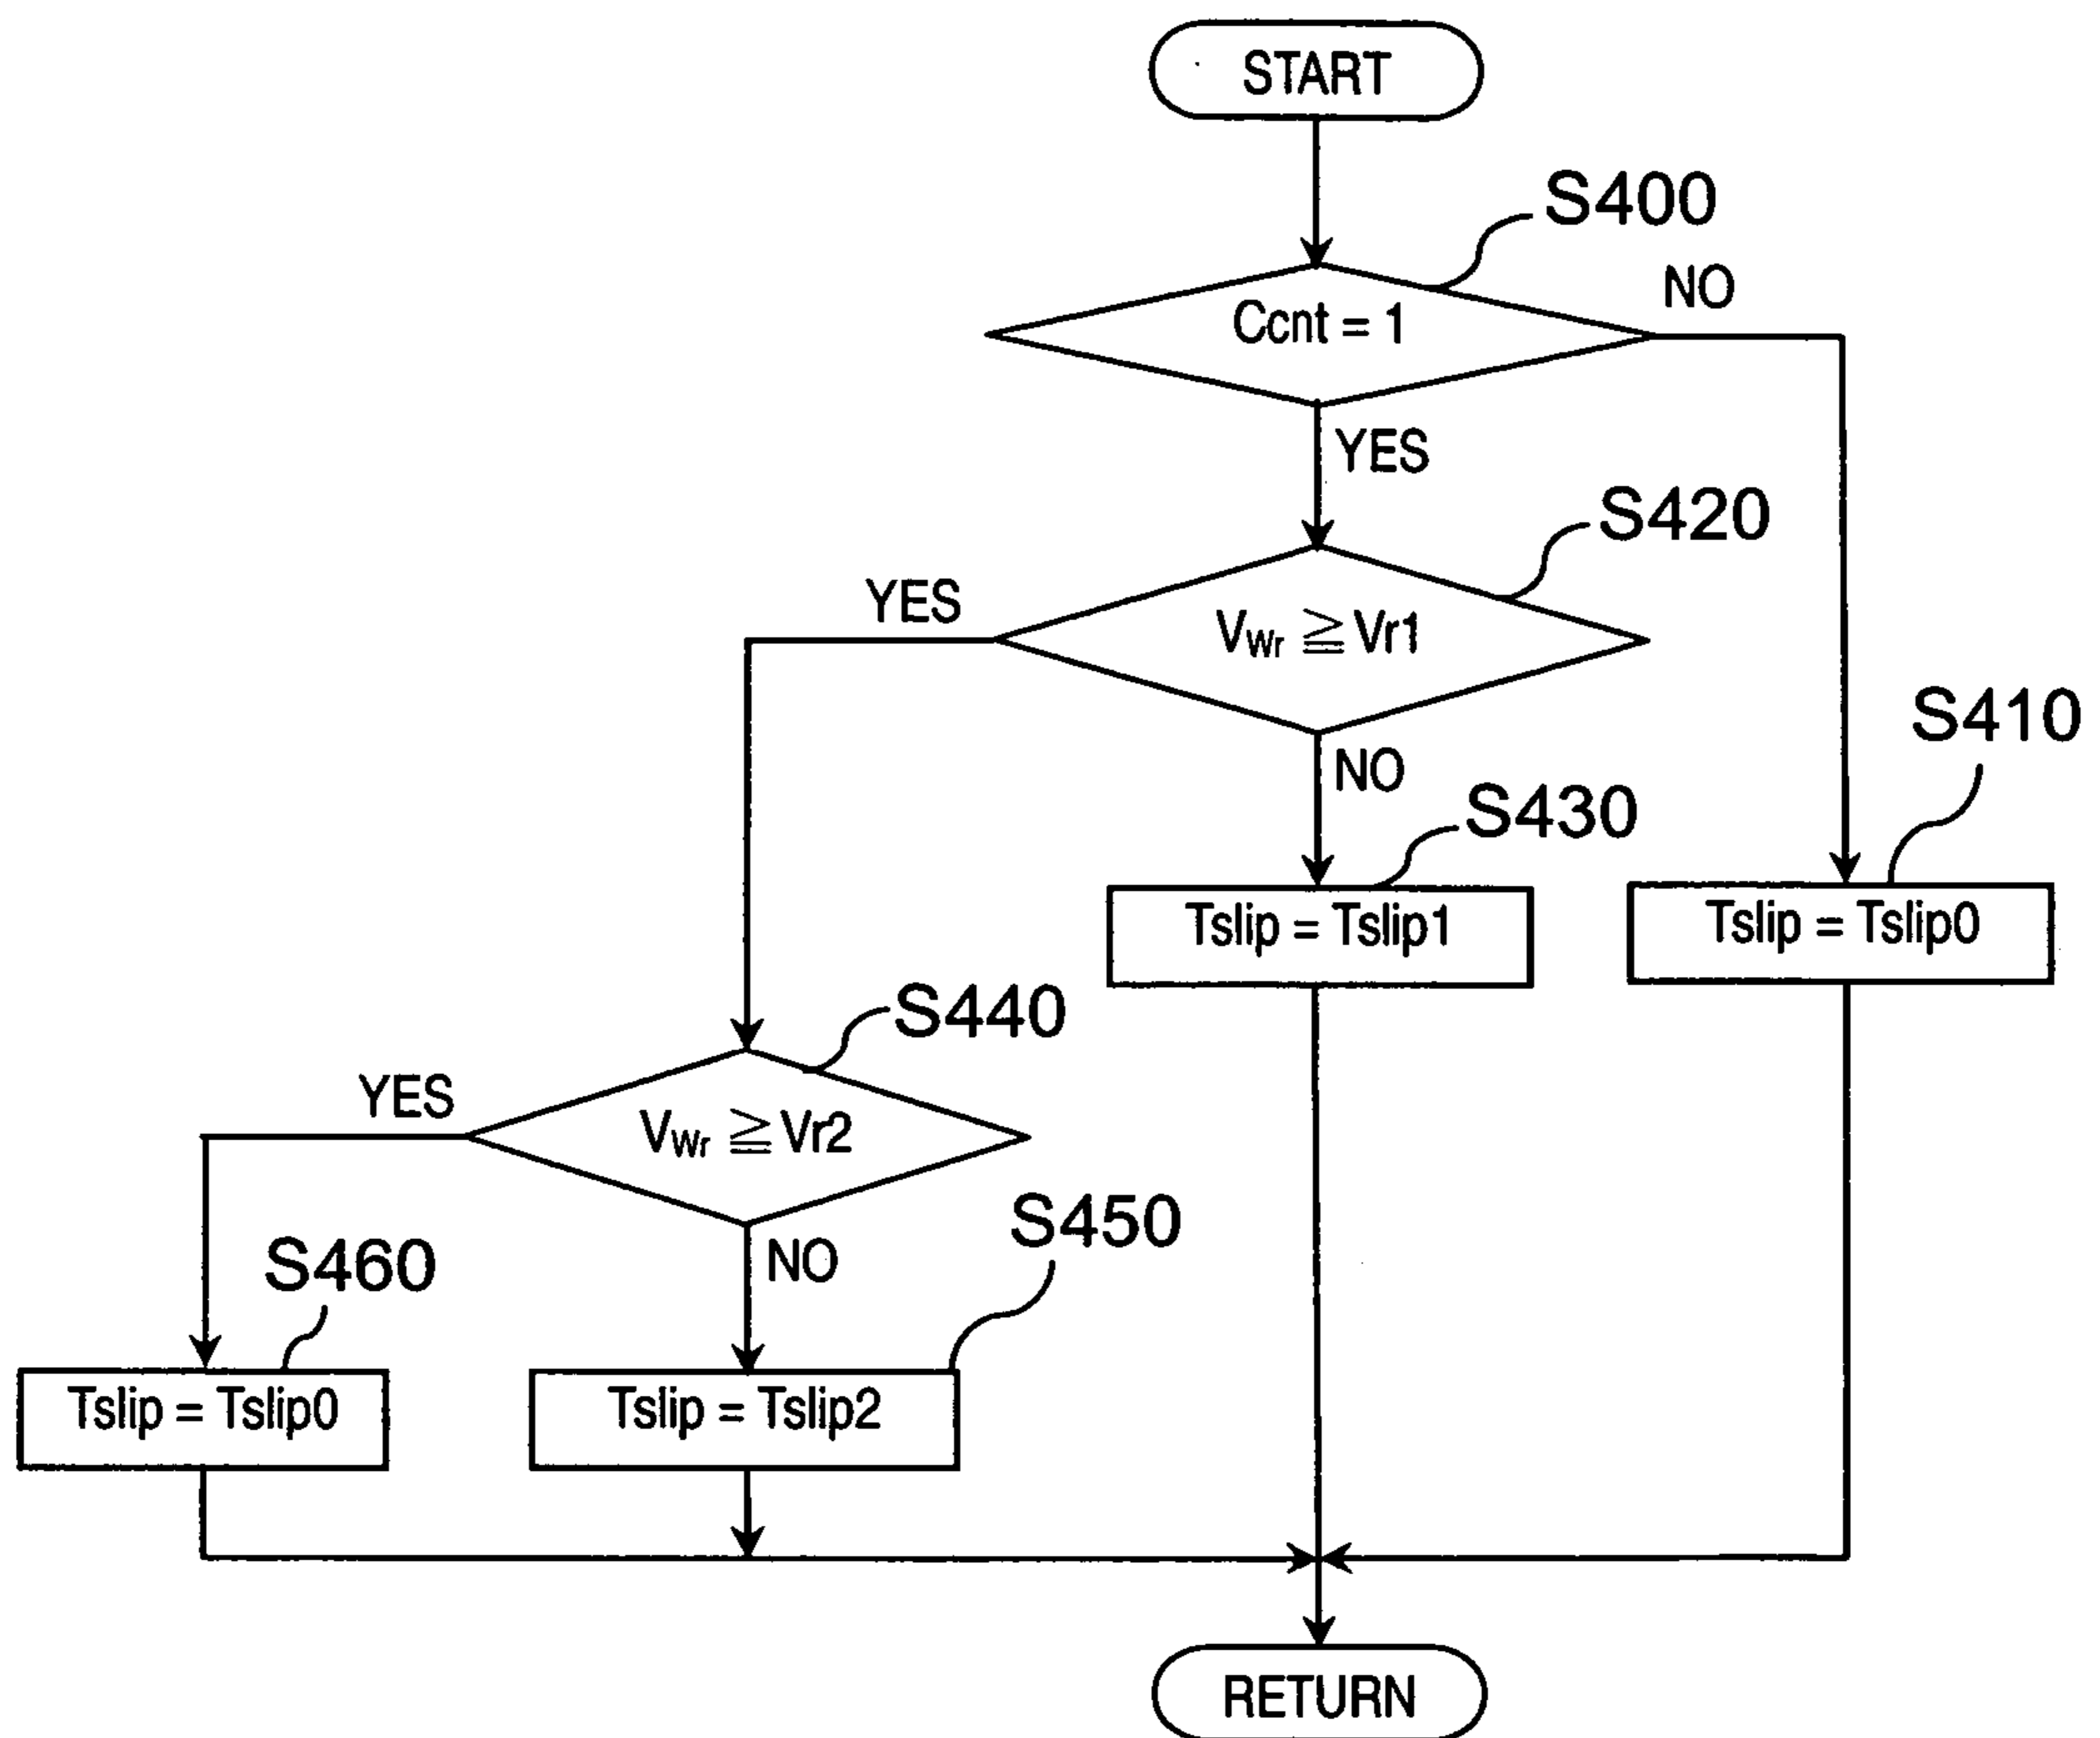 START
S400
Ccnt = 1
NO
YES
S420
YES
VWr ≧ Vr1
NO
S410
S430
Tslip = Tslip1
Tslip = Tslip0
S440
YES
VWr ≧ Vr2
NO
S450
S460
Tslip = Tslip0
Tslip = Tslip2
RETURN